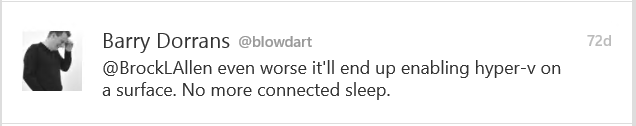 Barry Dorrans @blowdart 72d
@BrockLAllen even worse it'll end up enabling hyper-v on
a surface. No more connected sleep.